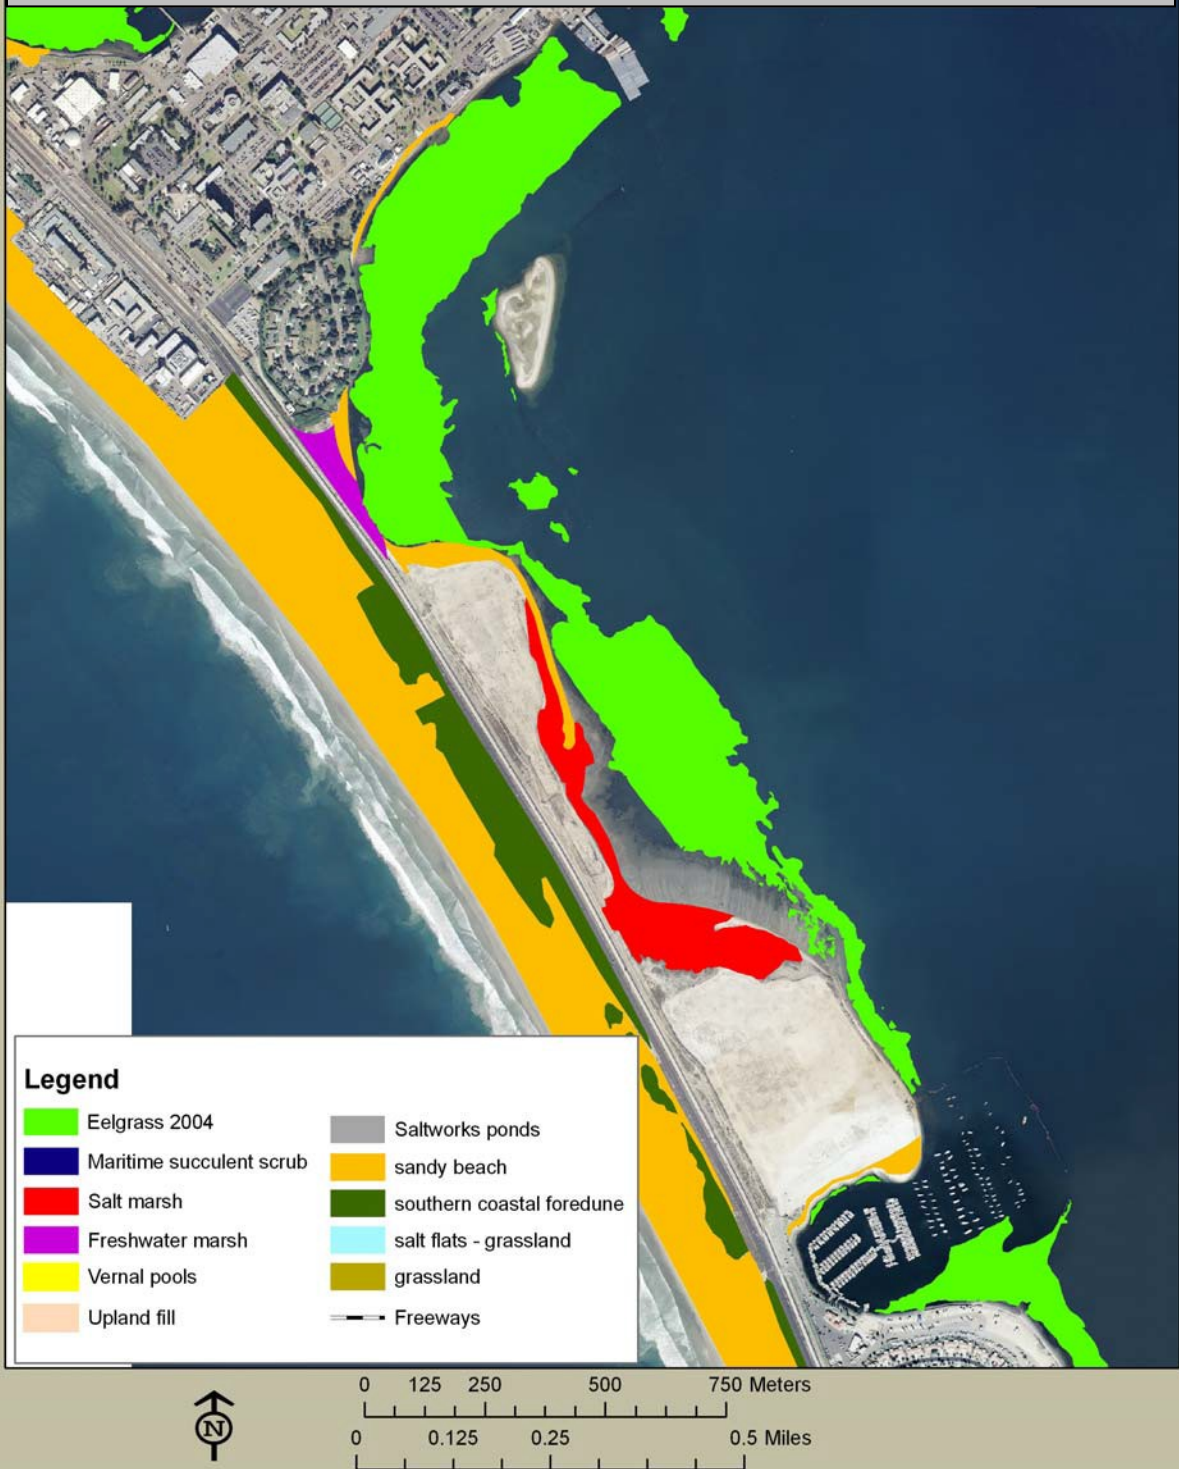 Legend
Eelgrass 2004
Maritime succulent scrub
Salt marsh
Freshwater marsh
Vernal pools
Upland fill
Saltworks ponds
sandy beach
southern coastal foredune
salt flats - grassland
grassland
Freeways
0 125 250 500 750 Meters
N
0 0.125 0.25 0.5 Miles